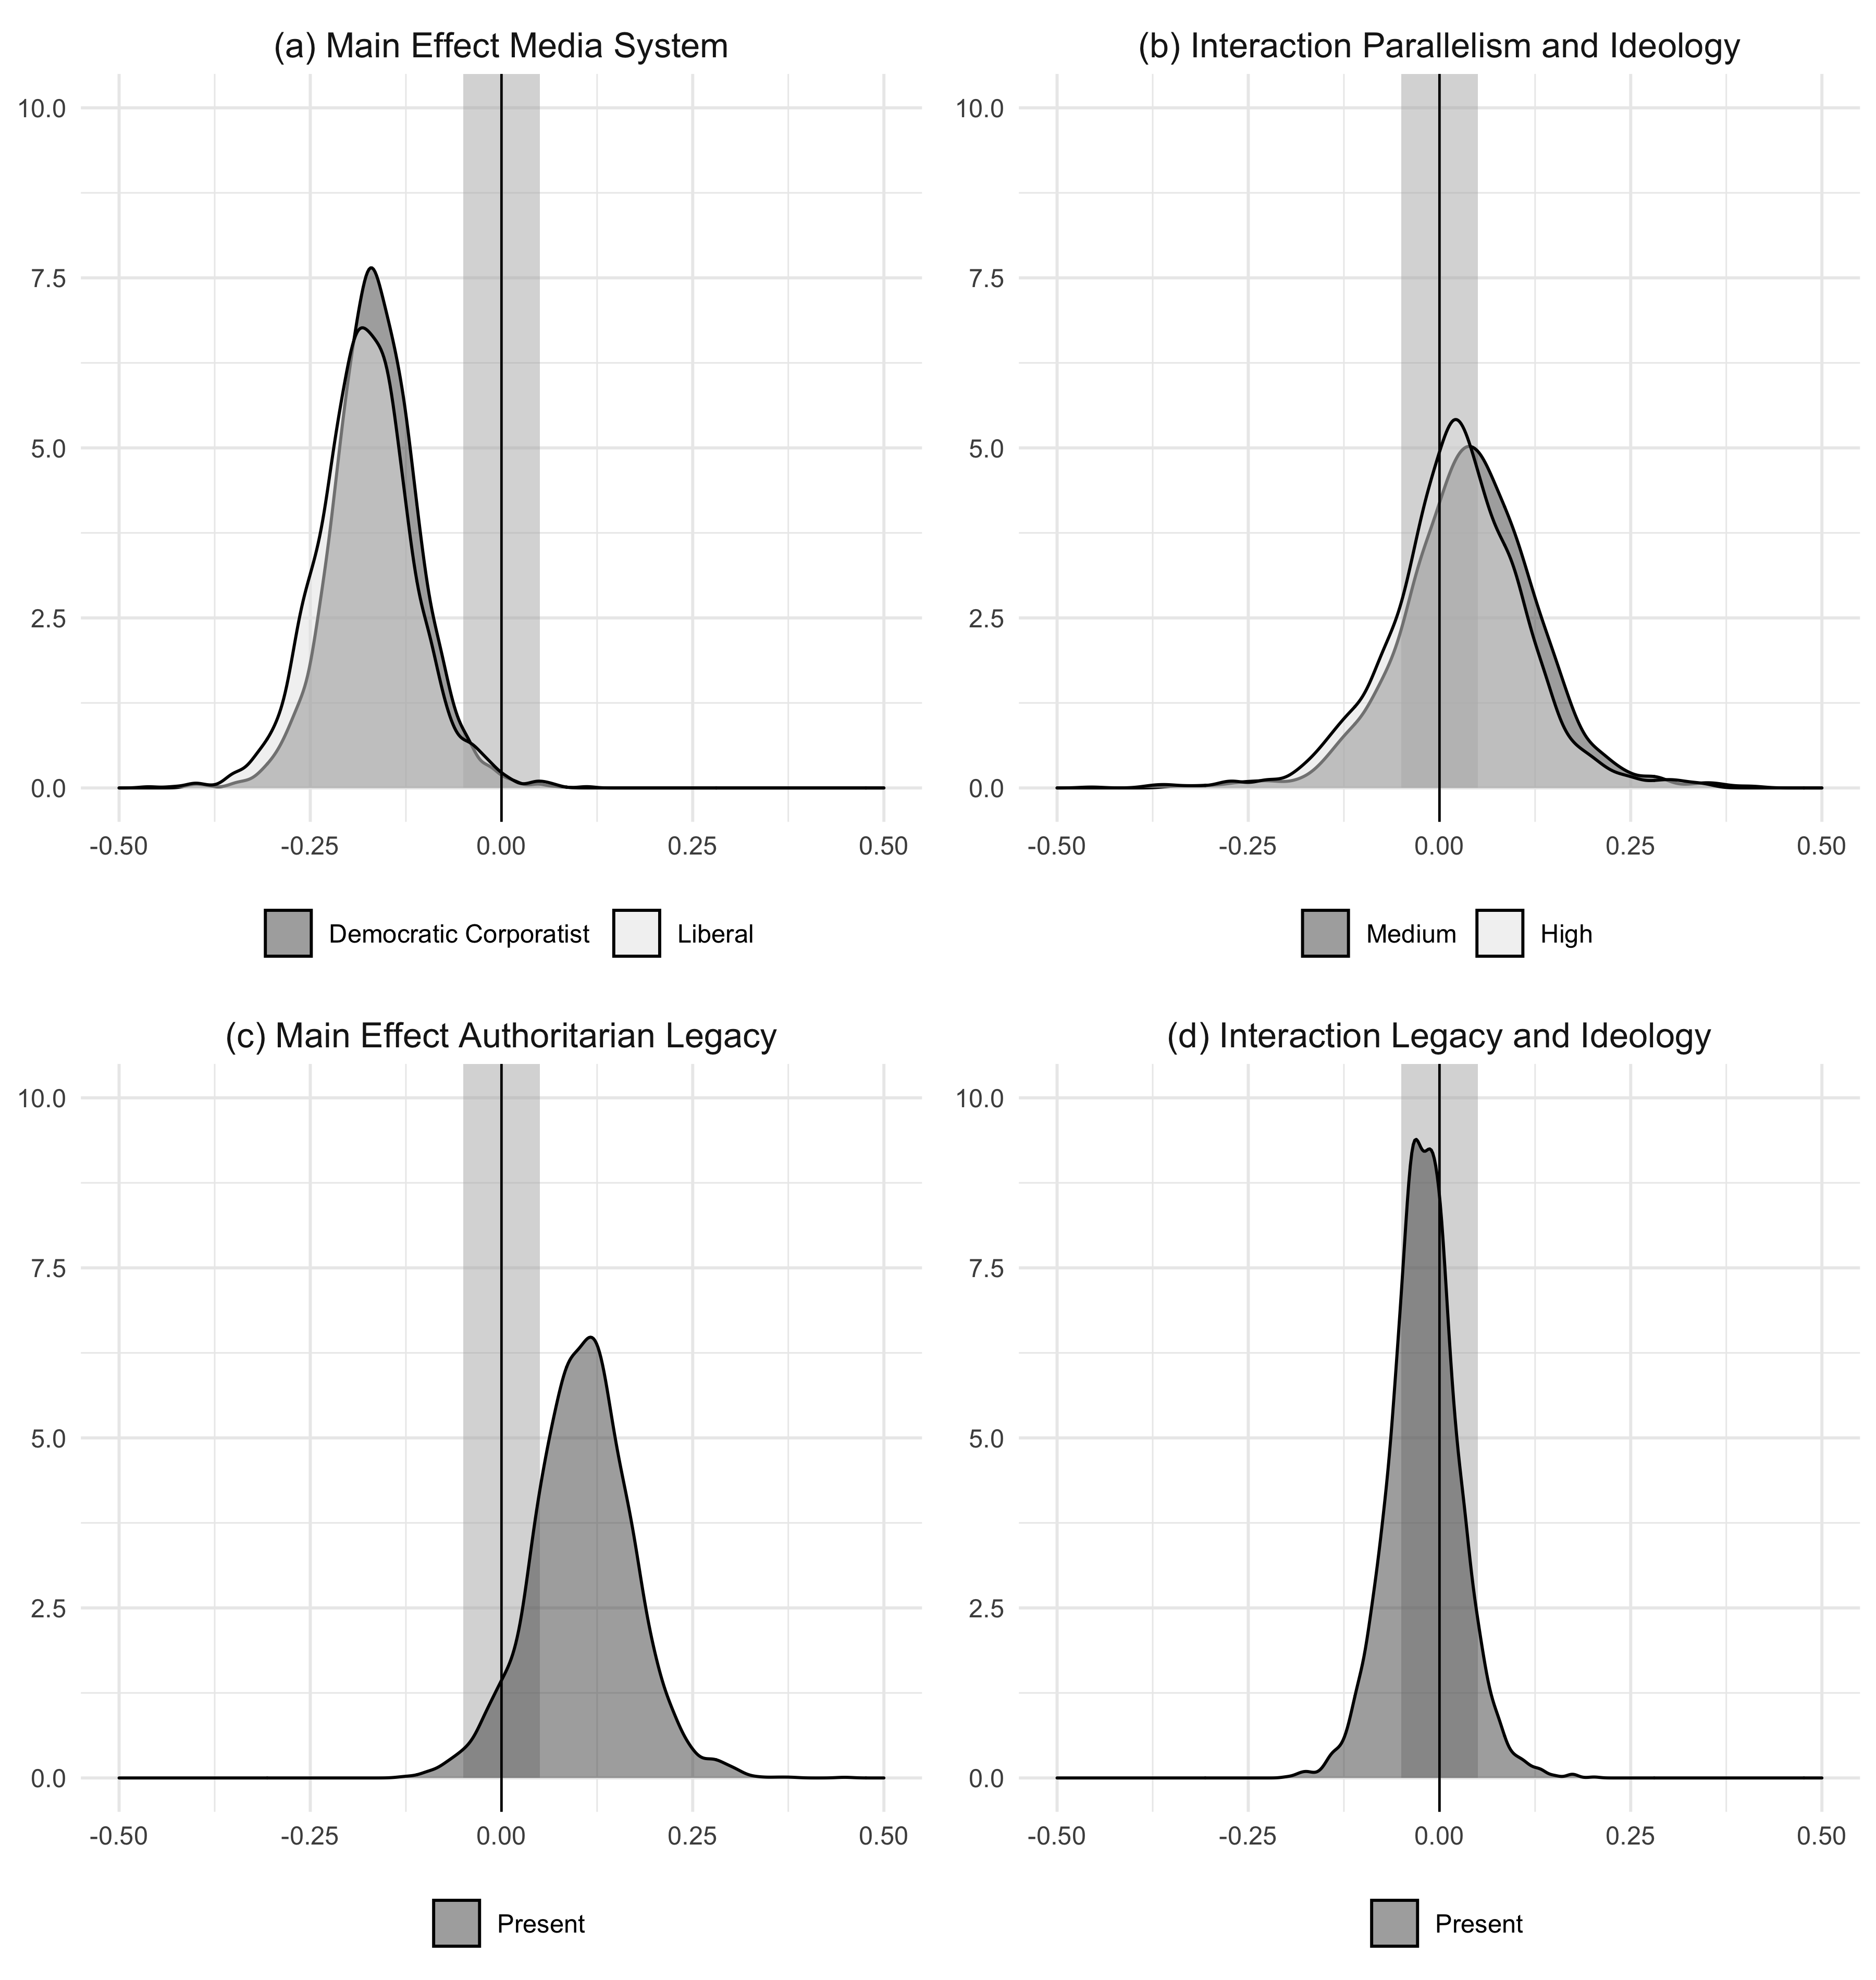 (a) Main Effect Media System
10.0
7.5
5.0
2.5
0.0
-0.50 -0.25 0.00 0.25 0.50
Democratic Corporatist Liberal
(b) Interaction Parallelism and Ideology
10.0
7.5
5.0
2.5
0.0
-0.50 -0.25 0.00 0.25 0.50
Medium High
(c) Main Effect Authoritarian Legacy
10.0
7.5
5.0
2.5
0.0
-0.50 -0.25 0.00 0.25 0.50
Present
(d) Interaction Legacy and Ideology
10.0
7.5
5.0
2.5
0.0
-0.50 -0.25 0.00 0.25 0.50
Present